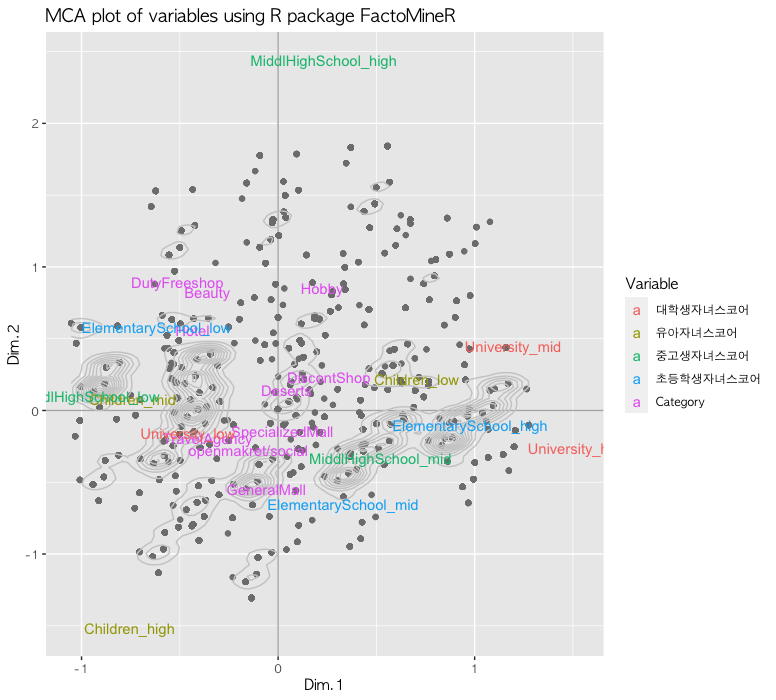 MCA plot of variables using R package FactoMineR
MiddlHighSchool_high
2
DutyFreeshop
Beauty
Hobby
1
ElementarySchool_low
Hotel
University_mid
DiscontShop
Children_low
Deserts
dlHighSchool_low
Children_mid
0
ElementarySchool_high
University_low
SpecializedMall
TravelAgency
openmakret/social
University_h
MiddlHighSchool_mid
GeneralMall
ElementarySchool_mid
-1
Children_high
-1
0
1
Dim.1
Dim.2
Variable
a 대학생자녀스코어
a 유아자녀스코어
a 중고생자녀스코어
a 초등학생자녀스코어
a Category